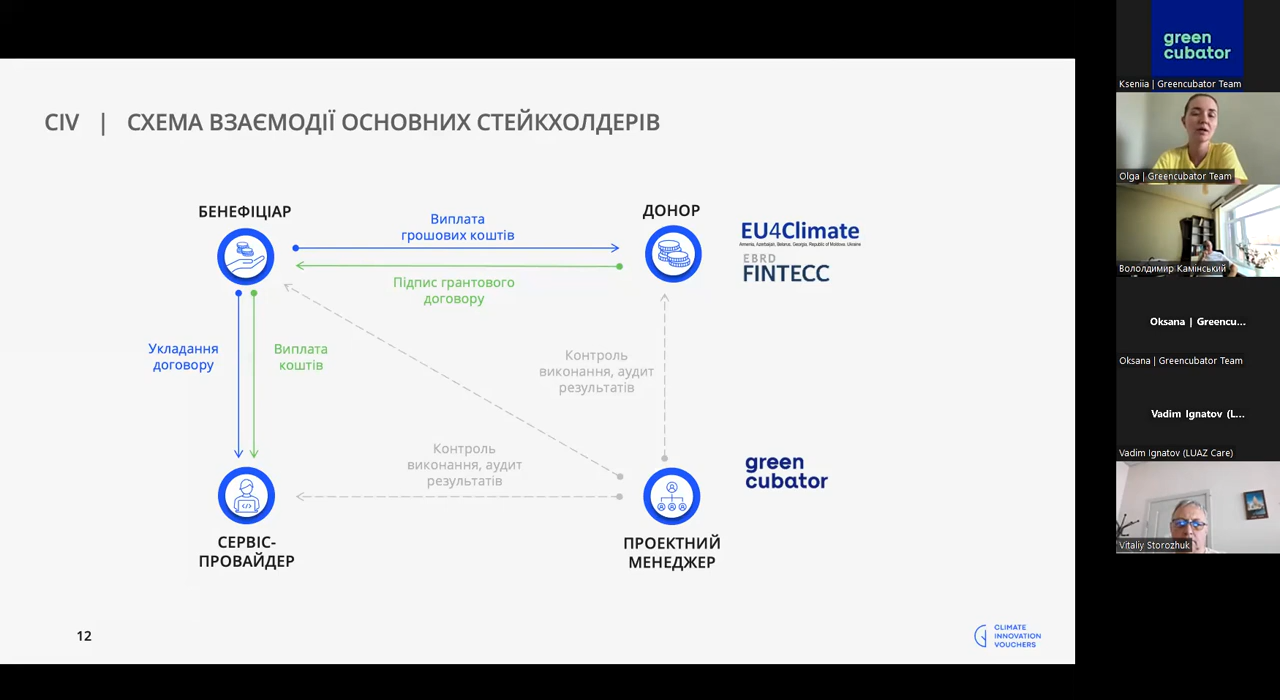 CIV | СХЕМА ВЗАЄМОДІЇ ОСНОВНИХ СТЕЙКХОЛДЕРІВ
БЕНЕФІЦІАР
Виплата
грошових коштів
Підпис грантового
договору
ДОНОР
EU4Climate
Armenia, Azerbaijan, Belarus, Georgia, Republic of Moldova, Ukraine
EBRD
FINTECC
Укладання
договору
Виплата
коштів
Контроль
виконання, аудит
результатів
Контроль
виконання, аудит
результатів
green
cubator
СЕРВІС-
ПРОВАЙДЕР
ПРОЕКТНИЙ
МЕНЕДЖЕР
12
CLIMATE
INNOVATION
VOUCHERS
green
cubator
Kseniia | Greencubator Team
Olga | Greencubator Team
Вололдимир Камінський
Oksana | Greencu...
Oksana | Greencubator Team
Vadim Ignatov (L...
Vadim Ignatov (LUAZ Care)
Vitaliy Storozhuk